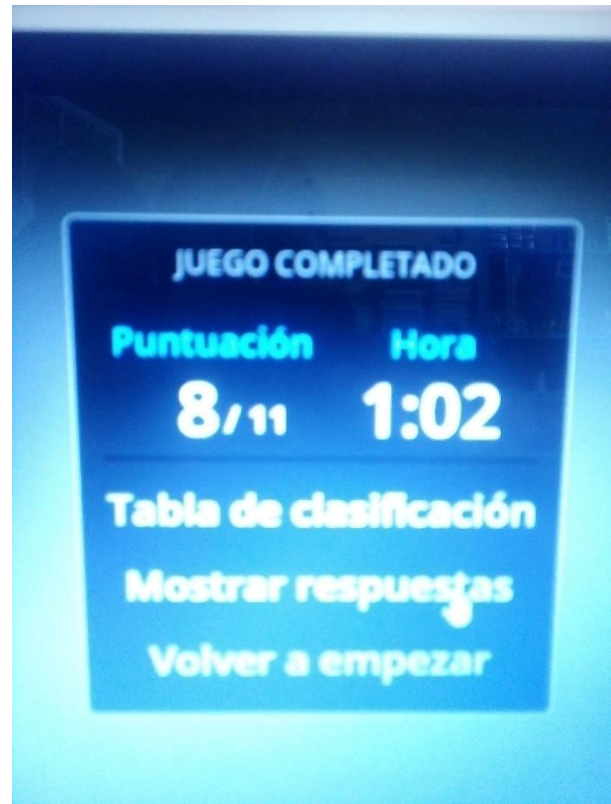 JUEGO COMPLETADO
Puntuación Hora
8/11 1:02
Tabla de clasificación
Mostrar respuestas
Volver a empezar